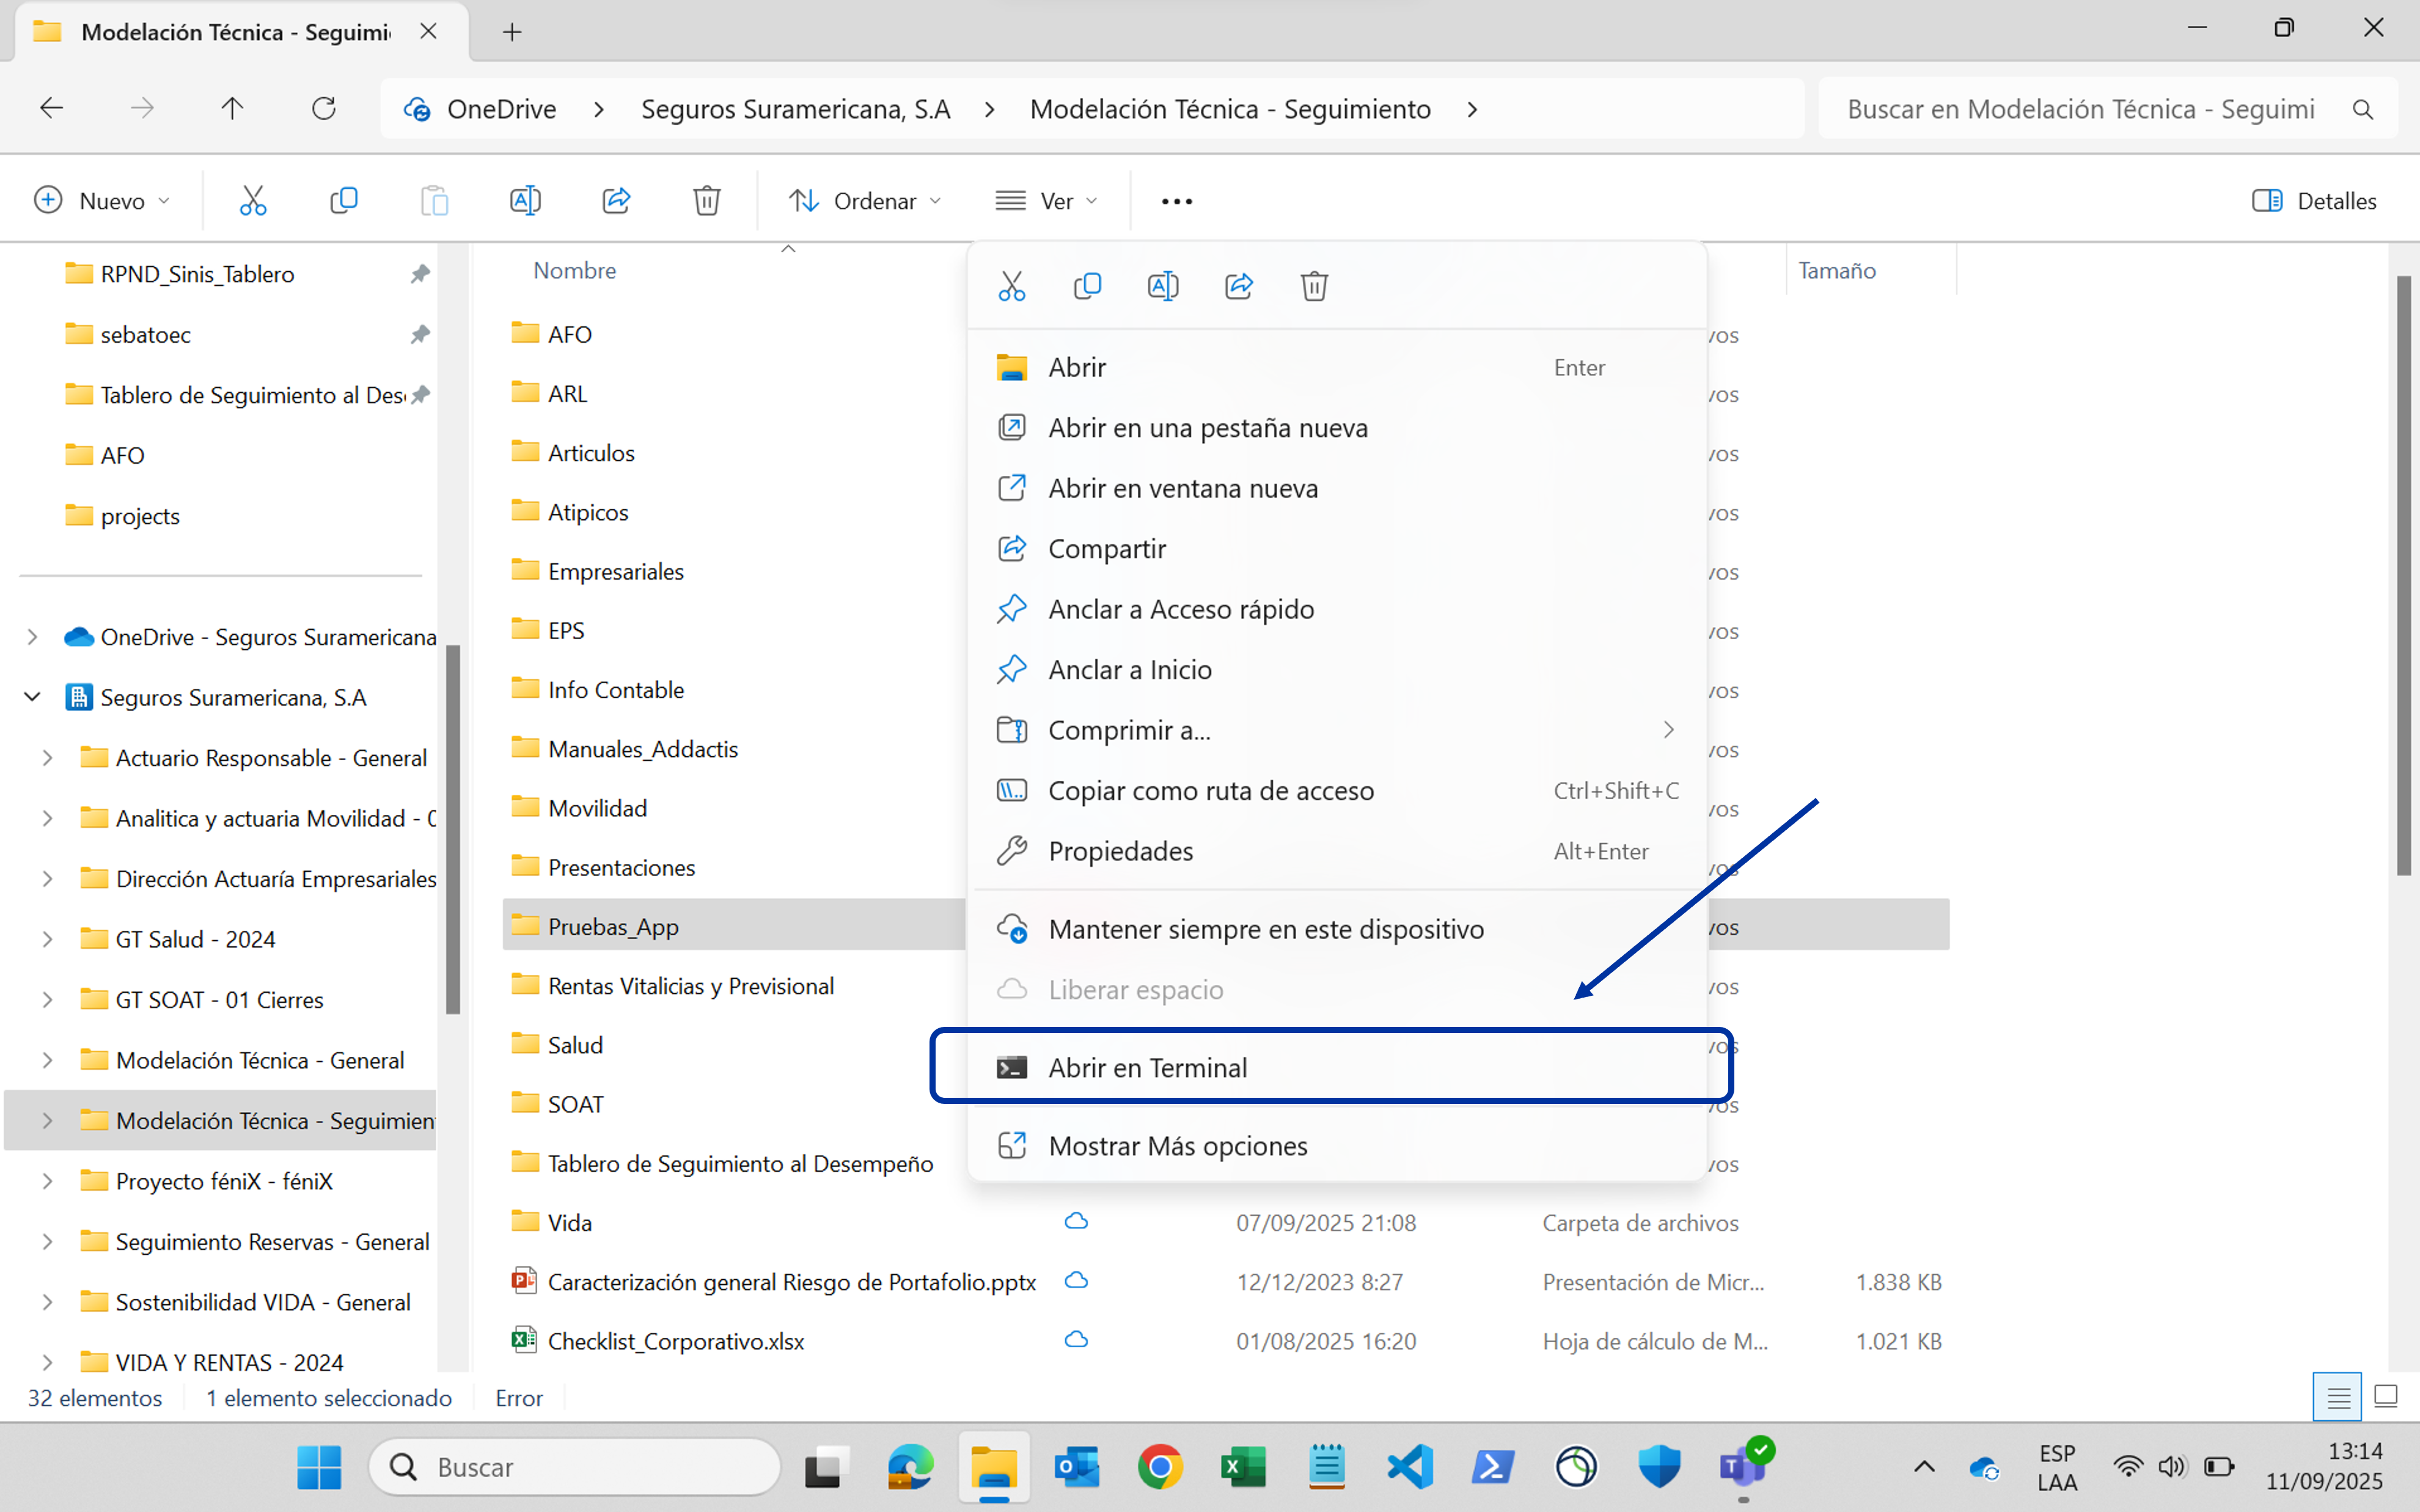 Modelación Técnica - Seguimi
OneDrive > Seguros Suramericana, S.A > Modelación Técnica - Seguimiento >
Buscar en Modelación Técnica - Seguimi
Nuevo
Ordenar
Ver
Detalles
RPND_Sinis_Tablero
sebatoec
Tablero de Seguimiento al Des
AFO
projects
OneDrive - Seguros Suramericana
Seguros Suramericana, S.A
Actuario Responsable - General
Analitica y actuaria Movilidad - 0
Dirección Actuaría Empresariales
GT Salud - 2024
GT SOAT - 01 Cierres
Modelación Técnica - General
Modelación Técnica - Seguimien
Proyecto féniX - féniX
Seguimiento Reservas - General
Sostenibilidad VIDA - General
VIDA Y RENTAS - 2024
Nombre
Tamaño
AFO
ARL
Articulos
Atipicos
Empresariales
EPS
Info Contable
Manuales_Addactis
Movilidad
Presentaciones
Pruebas_App
Rentas Vitalicias y Previsional
Salud
SOAT
Tablero de Seguimiento al Desempeño
Vida 07/09/2025 21:08 Carpeta de archivos
Caracterización general Riesgo de Portafolio.pptx 12/12/2023 8:27 Presentación de Micr... 1.838 KB
Checklist_Corporativo.xlsx 01/08/2025 16:20 Hoja de cálculo de M... 1.021 KB
Abrir Enter
Abrir en una pestaña nueva
Abrir en ventana nueva
Compartir
Anclar a Acceso rápido
Anclar a Inicio
Comprimir a...
Copiar como ruta de acceso Ctrl+Shift+C
Propiedades Alt+Enter
Mantener siempre en este dispositivo
Liberar espacio
Abrir en Terminal
Mostrar Más opciones
32 elementos
1 elemento seleccionado
Error
Buscar
ESP
LAA
13:14
11/09/2025